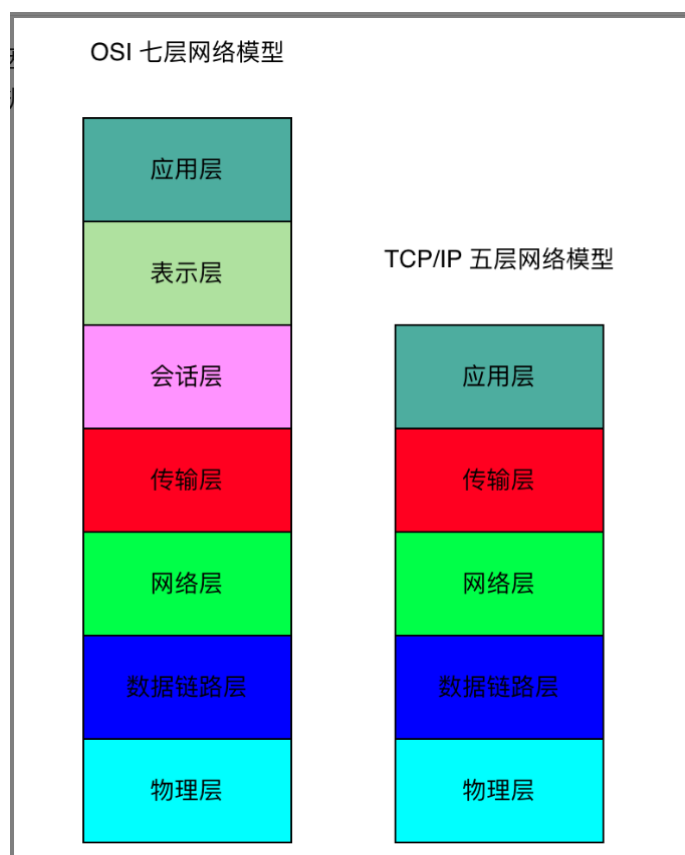 OSI 七层网络模型
应用层
表示层
会话层
传输层
网络层
数据链路层
物理层
TCP/IP 五层网络模型
应用层
传输层
网络层
数据链路层
物理层